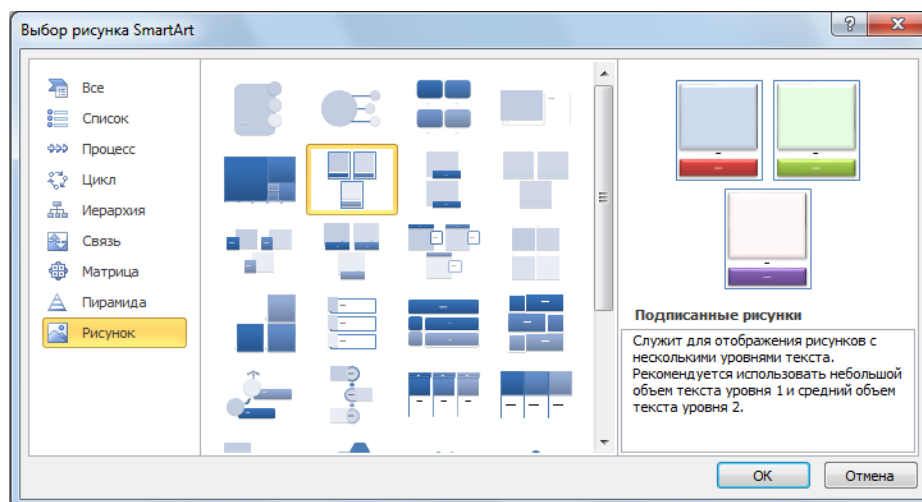 Выбор рисунка SmartArt
Все
Список
Процесс
Цикл
Иерархия
Связь
Матрица
Пирамида
Рисунок
Подписанные рисунки
Служит для отображения рисунков с
несколькими уровнями текста.
Рекомендуется использовать небольшой
объем текста уровня 1 и средний объем
текста уровня 2.
ОК
Отмена